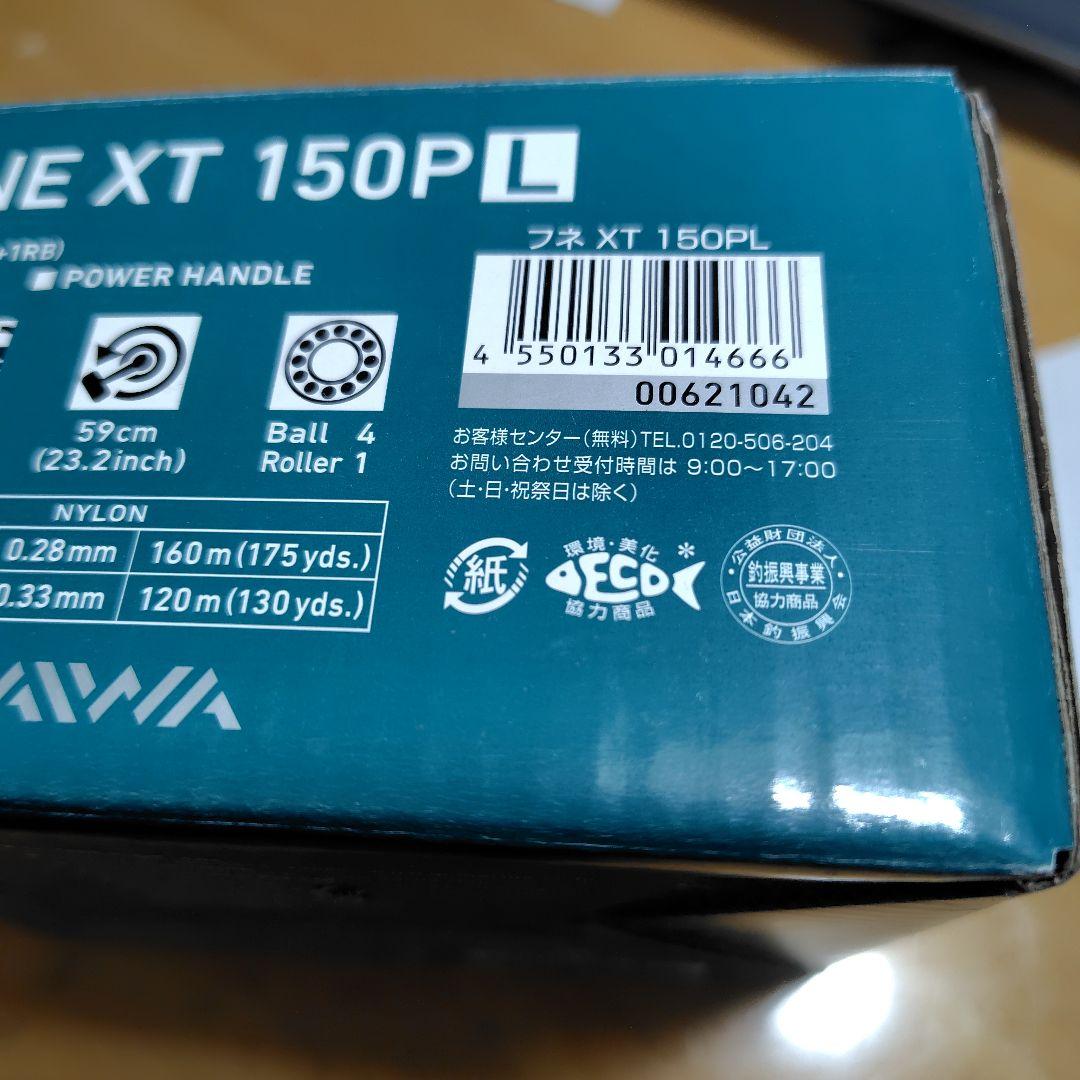 NE XT 150P L
+1RB)
POWER HANDLE
フネ XT 150PL
4 550133 014666
00621042
59cm
(23.2inch)
Ball 4
Roller 1
お客様センター(無料)TEL.0120-506-204
お問い合わせ受付時間は 9:00〜17:00
(土・日・祝祭日は除く)
NYLON
0.28mm 160m(175yds.)
0.33mm 120m(130yds.)
紙
環境・美化
ECO
協力商品
*
公益財団法人
釣振興事業
協力商品
日本釣振興会
AIWA